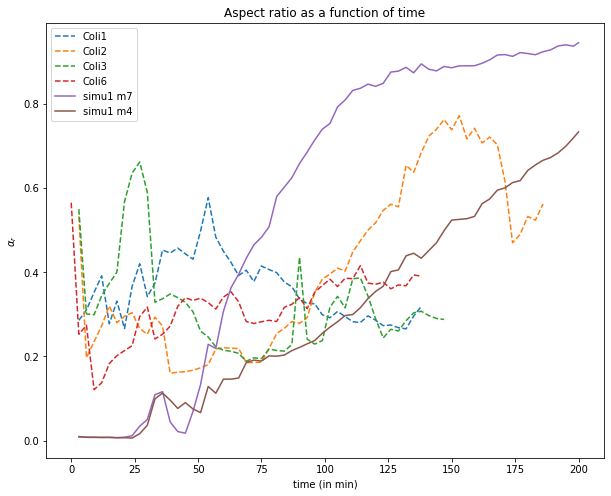 Aspect ratio as a function of time
Coli1
Coli2
Coli3
Coli6
simu1 m7
simu1 m4
0.8
0.6
0.4
0.2
0.0
αr
0 25 50 75 100 125 150 175 200
time (in min)